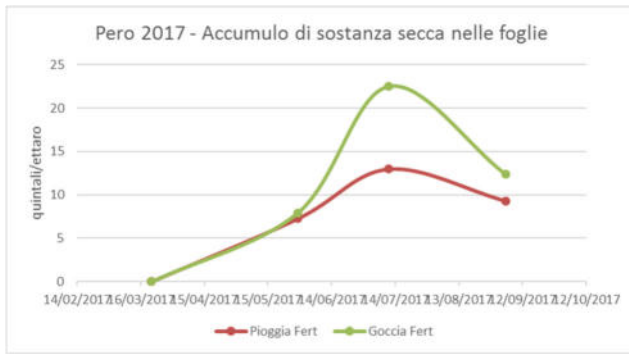 Pero 2017 - Accumulo di sostanza secca nelle foglie
25
20
15
10
5
0
quintali/ettaro
14/02/2017 16/03/2017 15/04/2017 15/05/2017 14/06/2017 14/07/2017 13/08/2017 12/09/2017 12/10/2017
Pioggia Fert Goccia Fert